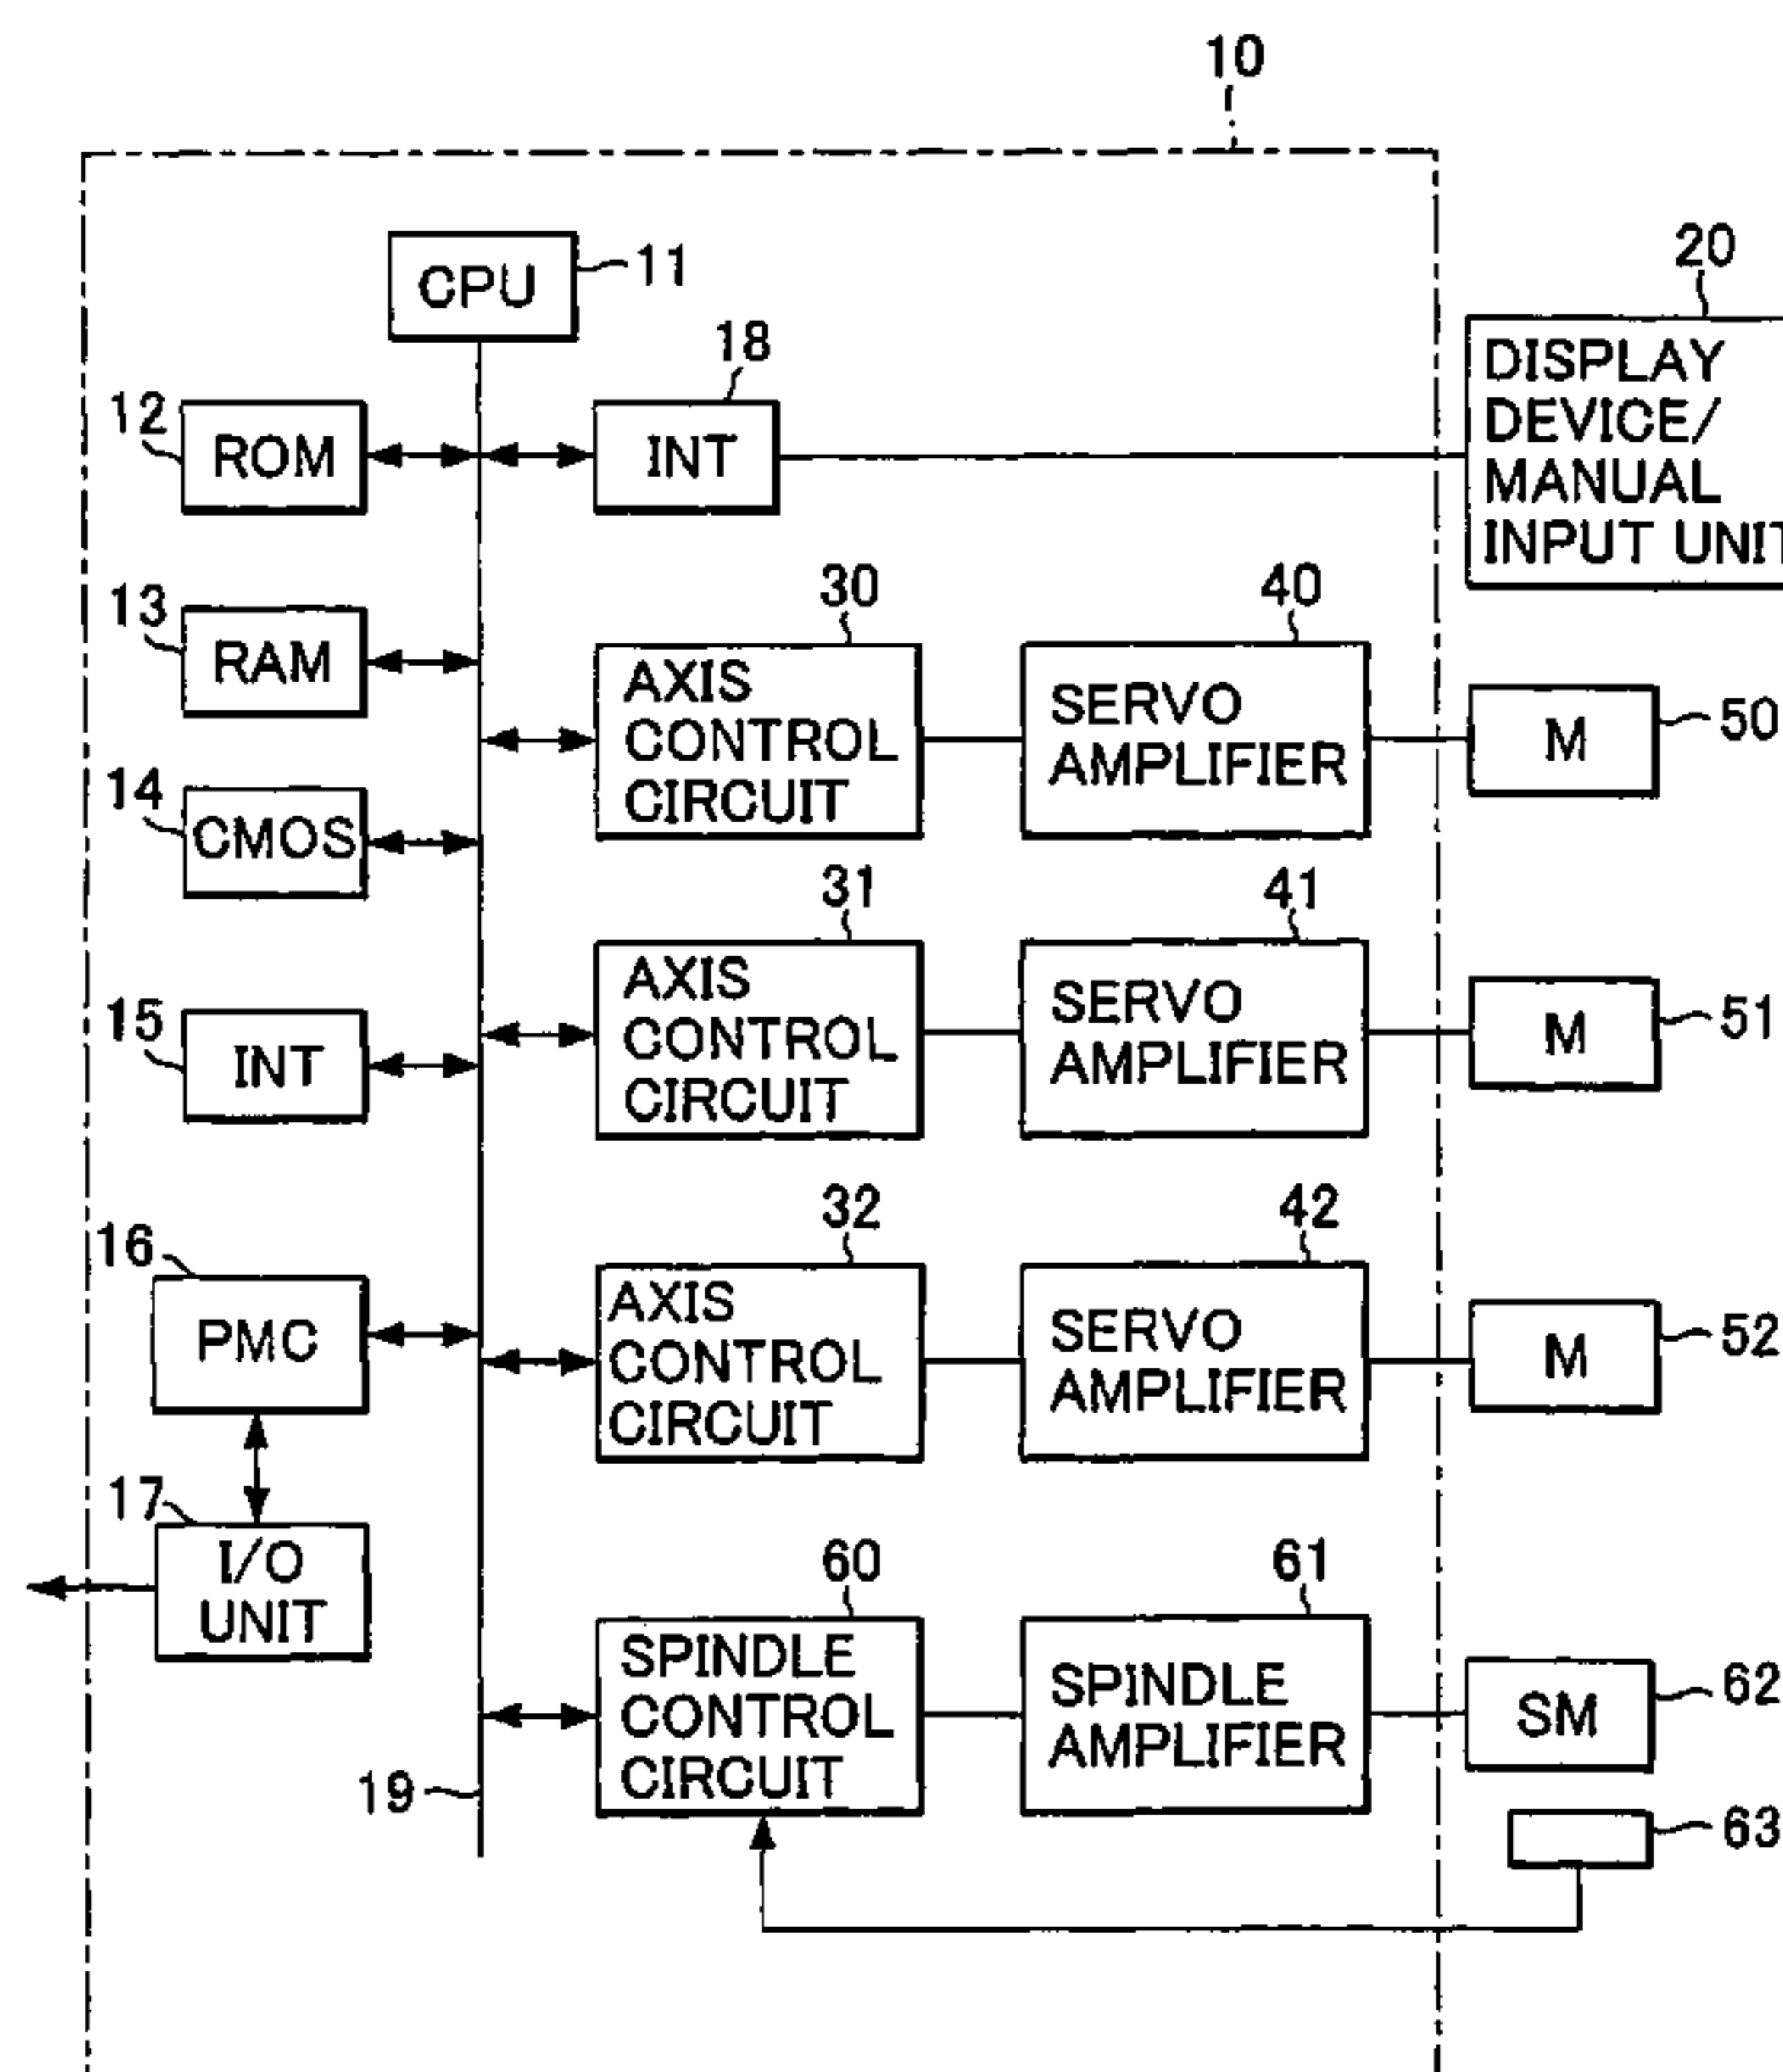 10
CPU
11
12
ROM
18
INT
20
DISPLAY
DEVICE/
MANUAL
INPUT UNIT
13
RAM
30
AXIS
CONTROL
CIRCUIT
40
SERVO
AMPLIFIER
M
50
14
CMOS
31
AXIS
CONTROL
CIRCUIT
41
SERVO
AMPLIFIER
M
51
15
INT
32
AXIS
CONTROL
CIRCUIT
42
SERVO
AMPLIFIER
M
52
16
PMC
17
I/O
UNIT
60
SPINDLE
CONTROL
CIRCUIT
61
SPINDLE
AMPLIFIER
SM
62
19
63